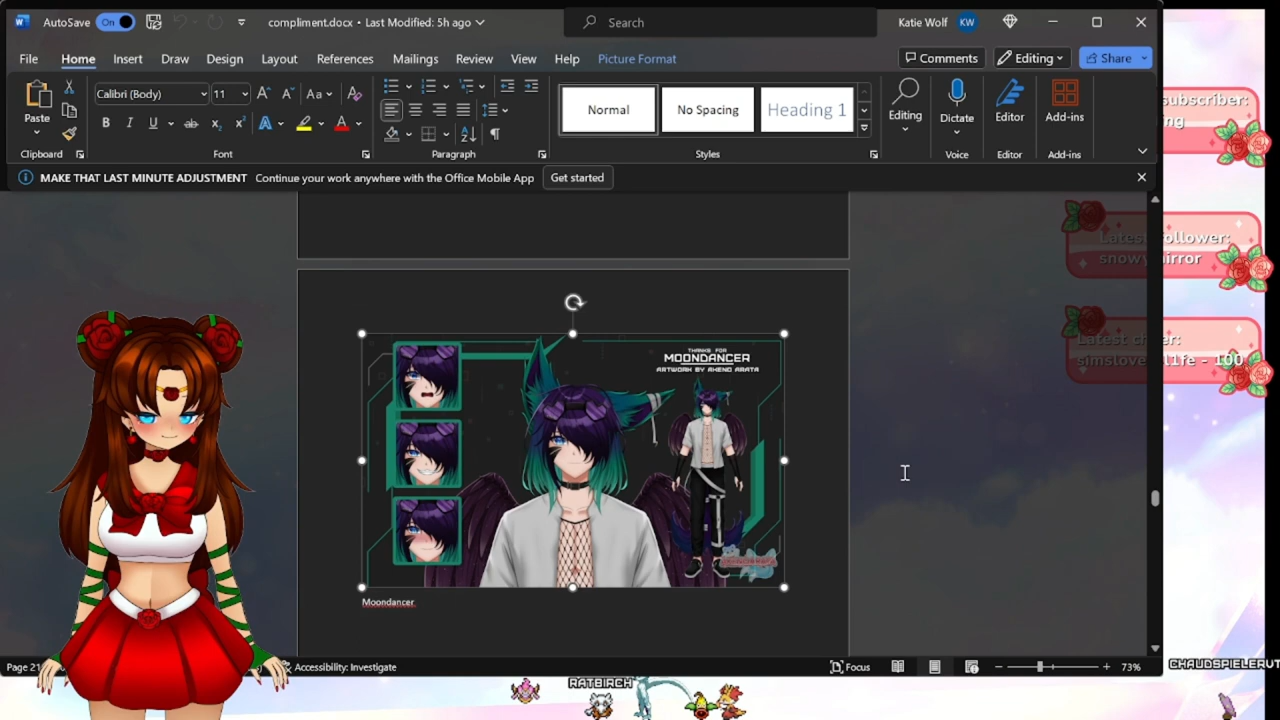 AutoSave On compliment.docx • Last Modified: 5h ago Search Katie Wolf KW
File Home Insert Draw Design Layout References Mailings Review View Help Picture Format Comments Editing Share
Paste Calibri (Body) 11 Aa Normal No Spacing Heading 1 Editing Dictate Editor Add-ins
Clipboard Font Paragraph Styles Voice Editor Add-ins
MAKE THAT LAST MINUTE ADJUSTMENT Continue your work anywhere with the Office Mobile App Get started
subscriber:
Latest follower:
THANKS FOR
MOONDANCER
ARTWORK BY AKENG ARATA
Moondancer
Accessibility: Investigate Focus 73%
RATBIRCH